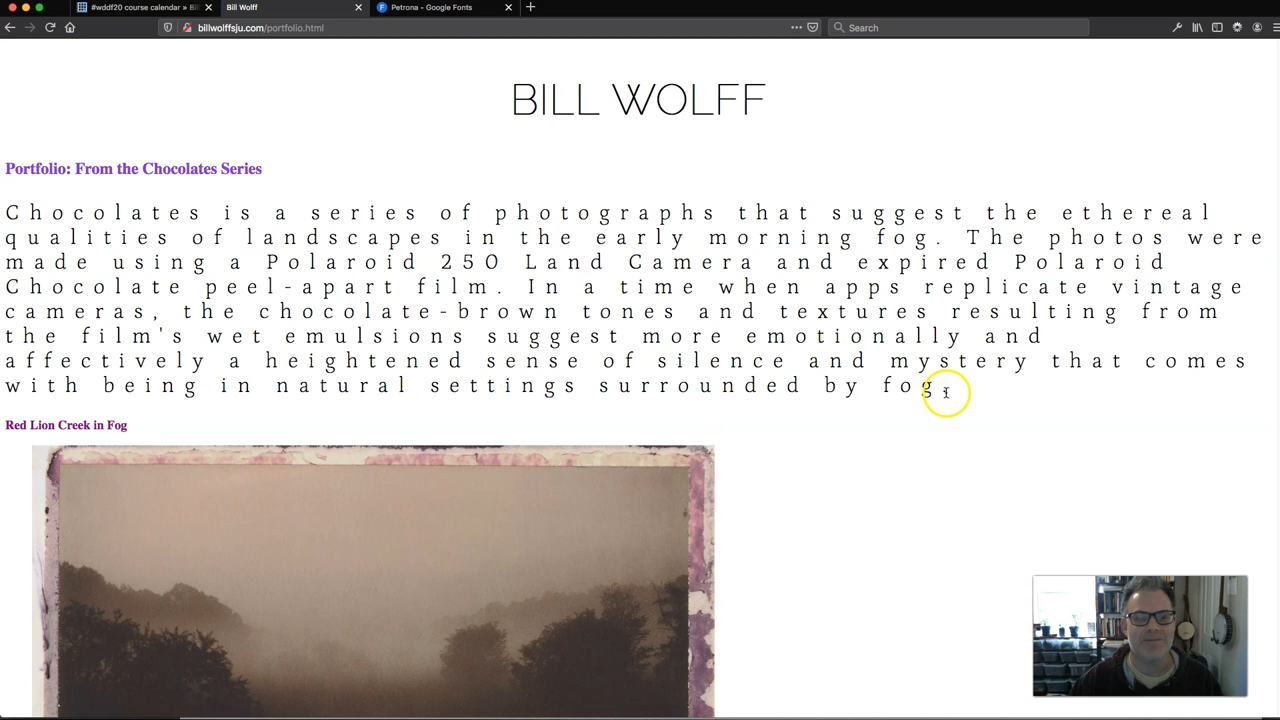 #wddf20 course calendar » Bil
Bill Wolff
Petrona - Google Fonts
billwolffsju.com/portfolio.html
Search
BILL WOLFF
Portfolio: From the Chocolates Series
Chocolates is a series of photographs that suggest the ethereal
qualities of landscapes in the early morning fog. The photos were
made using a Polaroid 250 Land Camera and expired Polaroid
Chocolate peel-apart film. In a time when apps replicate vintage
cameras, the chocolate-brown tones and textures resulting from
the film's wet emulsions suggest more emotionally and
affectively a heightened sense of silence and mystery that comes
with being in natural settings surrounded by fog.
Red Lion Creek in Fog